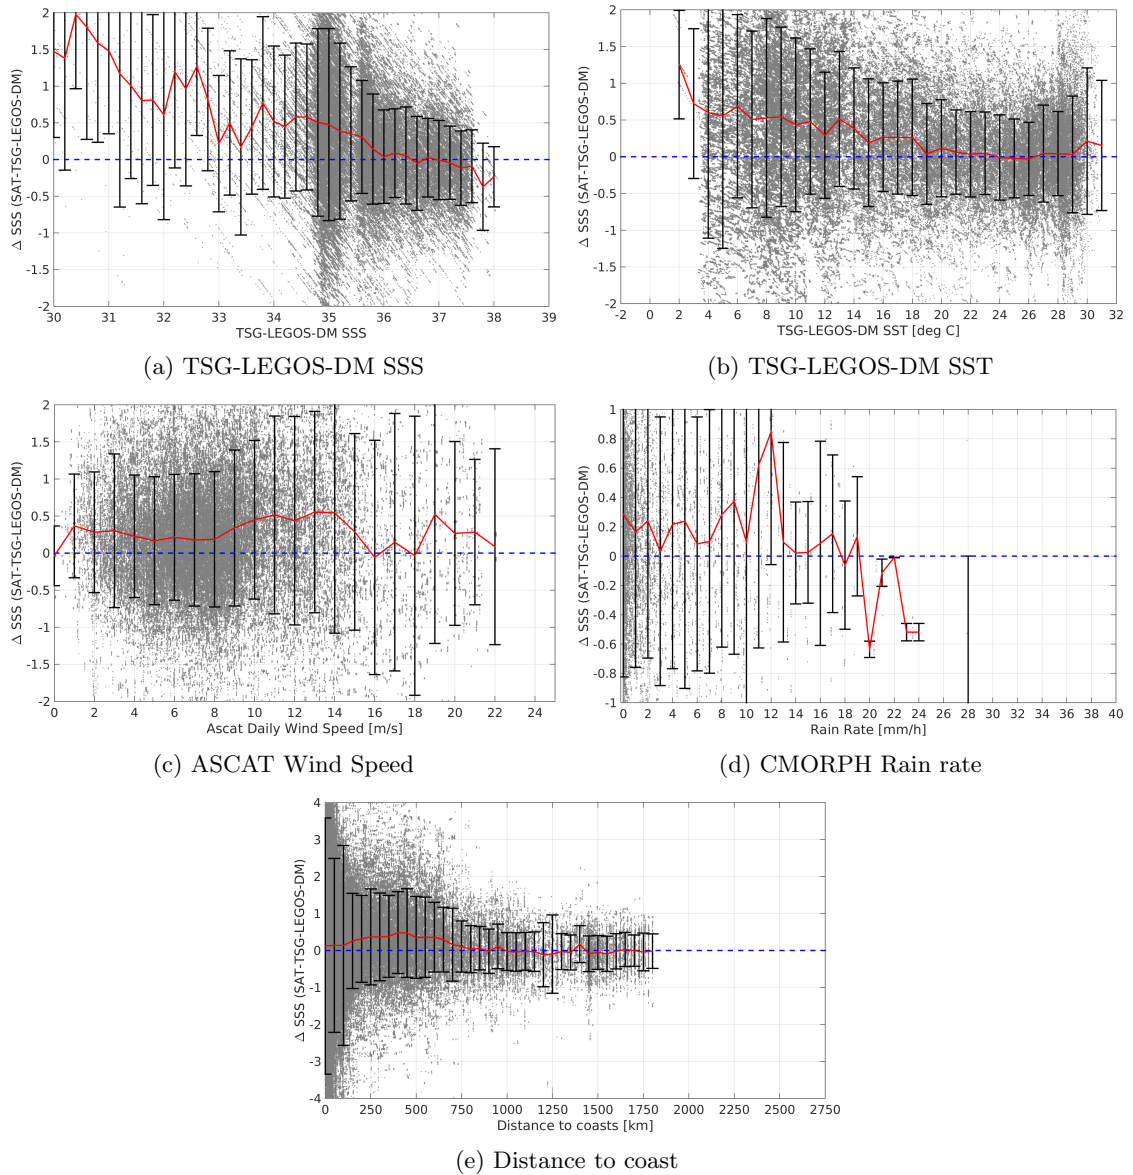 2
1.5
1
0.5
0
-0.5
-1
-1.5
-2
Δ SSS (SAT-TSG-LEGOS-DM)
30 31 32 33 34 35 36 37 38 39
TSG-LEGOS-DM SSS
(a) TSG-LEGOS-DM SSS
2
1.5
1
0.5
0
-0.5
-1
-1.5
-2
Δ SSS (SAT-TSG-LEGOS-DM)
-2 0 2 4 6 8 10 12 14 16 18 20 22 24 26 28 30 32
TSG-LEGOS-DM SST [deg C]
(b) TSG-LEGOS-DM SST
2
1.5
1
0.5
0
-0.5
-1
-1.5
-2
Δ SSS (SAT-TSG-LEGOS-DM)
0 2 4 6 8 10 12 14 16 18 20 22 24
Ascat Daily Wind Speed [m/s]
(c) ASCAT Wind Speed
1
0.8
0.6
0.4
0.2
0
-0.2
-0.4
-0.6
-0.8
-1
Δ SSS (SAT-TSG-LEGOS-DM)
0 2 4 6 8 10 12 14 16 18 20 22 24 26 28 30 32 34 36 38 40
Rain Rate [mm/h]
(d) CMORPH Rain rate
4
3
2
1
0
-1
-2
-3
-4
Δ SSS (SAT-TSG-LEGOS-DM)
0 250 500 750 1000 1250 1500 1750 2000 2250 2500 2750
Distance to coasts [km]
(e) Distance to coast